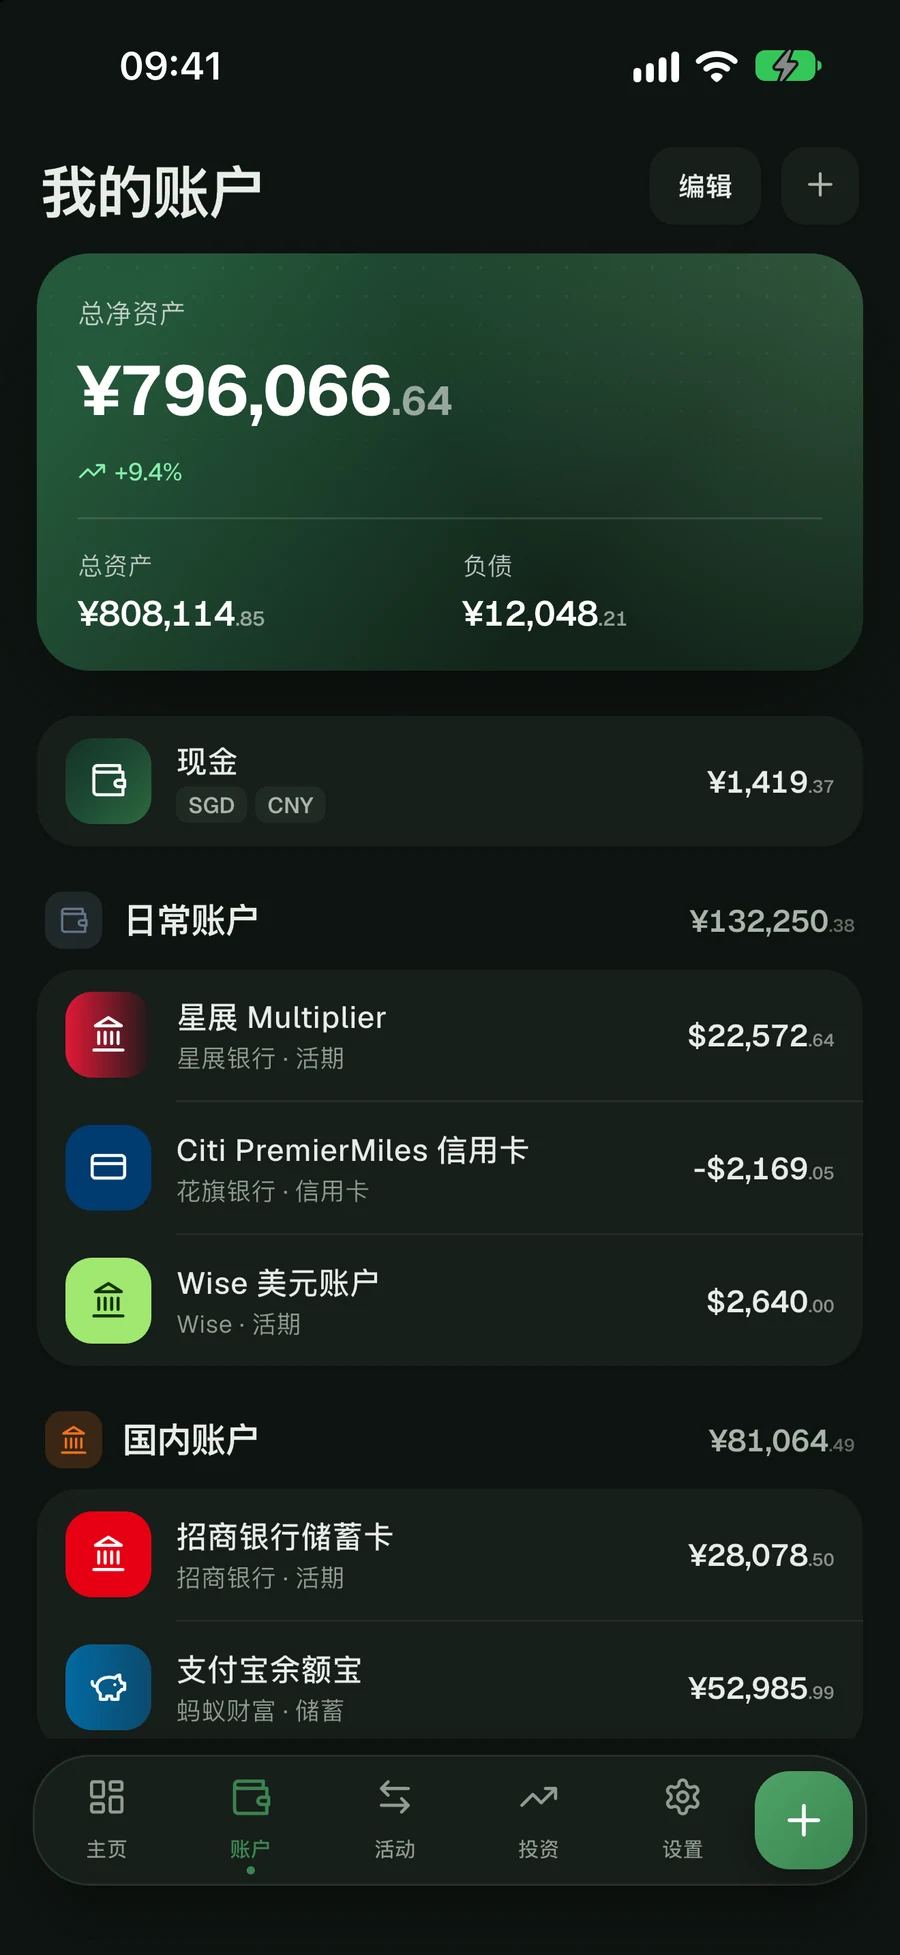 09:41
我的账户
编辑
总净资产
¥796,066.64
+9.4%
总资产
负债
¥808,114.85
¥12,048.21
现金
SGD CNY
¥1,419.37
日常账户
¥132,250.38
星展 Multiplier
星展银行 · 活期
$22,572.64
Citi PremierMiles 信用卡
花旗银行 · 信用卡
-$2,169.05
Wise 美元账户
Wise · 活期
$2,640.00
国内账户
¥81,064.49
招商银行储蓄卡
招商银行 · 活期
¥28,078.50
支付宝余额宝
蚂蚁财富 · 储蓄
¥52,985.99
主页
账户
活动
投资
设置